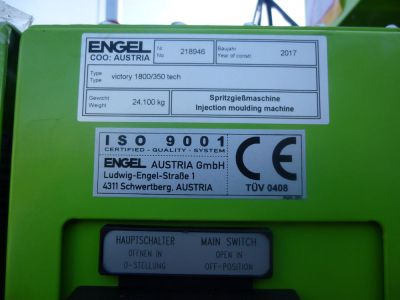 ENGEL
COO: AUSTRIA
Nr
No 218946
Baujahr
Year of constr. 2017
Type
Type victory 1800/350 tech
Gewicht
Weight 24.100 kg
Spritzgießmaschine
Injection moulding machine
ISO 9001
CERTIFIED - QUALITY - SYSTEM
ENGEL AUSTRIA GmbH
Ludwig-Engel-Straße 1
4311 Schwertberg, AUSTRIA
CE
TÜV 0408
HAUPTSCHALTER MAIN SWITCH
ÖFFNEN IN OPEN IN
0-STELLUNG OFF-POSITION